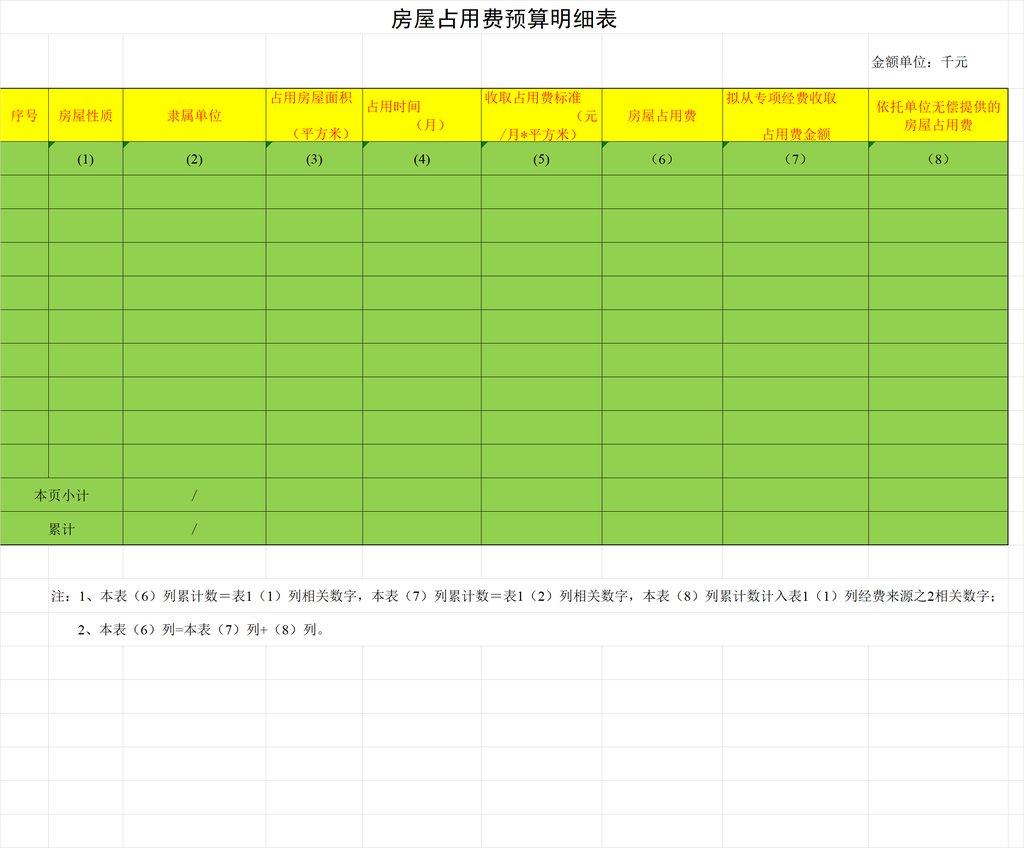 房屋占用费预算明细表
金额单位：千元
序号
房屋性质
隶属单位
占用房屋面积
（平方米）
占用时间
（月）
收取占用费标准
（元
/月*平方米）
房屋占用费
拟从专项经费收取
占用费金额
依托单位无偿提供的
房屋占用费
(1)
(2)
(3)
(4)
(5)
（6）
（7）
（8）
本页小计
/
累计
/
注：1、本表（6）列累计数＝表1（1）列相关数字，本表（7）列累计数＝表1（2）列相关数字，本表（8）列累计数计入表1（1）列经费来源之2相关数字；
2、本表（6）列=本表（7）列+（8）列。